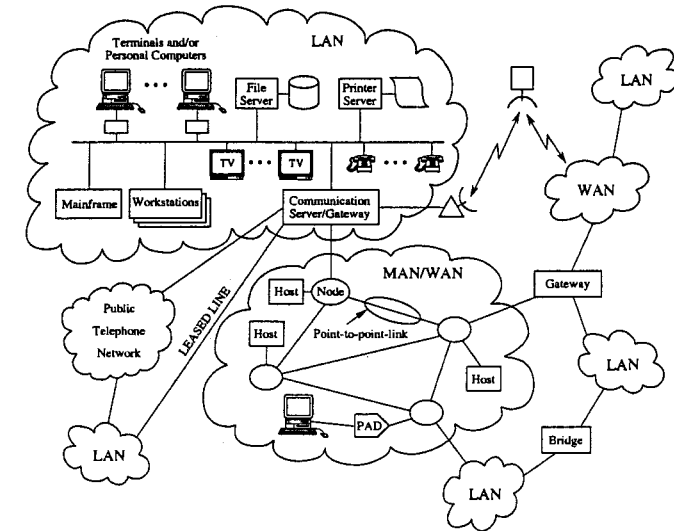 Terminals and/or
Personal Computers
LAN
File
Server
Printer
Server
LAN
TV
TV
Mainframe
Workstations
Communication
Server/Gateway
WAN
MAN/WAN
Gateway
Host
Node
Public
Telephone
Network
LEASED LINE
Host
Point-to-point-link
Host
LAN
PAD
Bridge
LAN
LAN